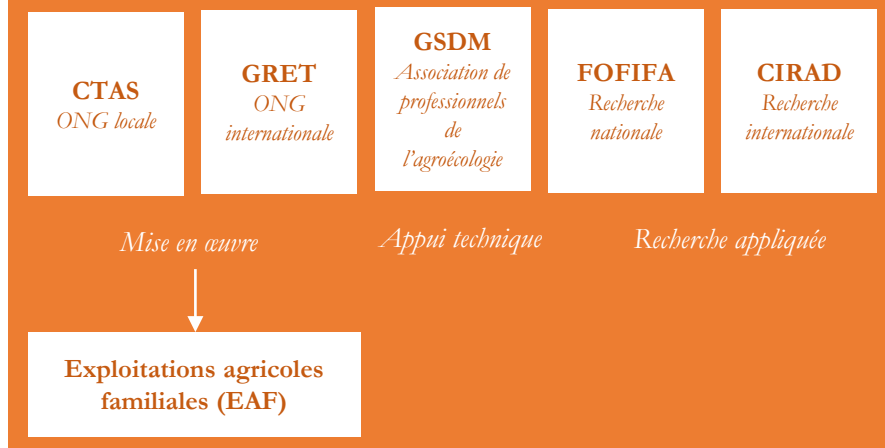 CTAS
ONG locale
GRET
ONG
internationale
GSDM
Association de
professionnels
de
l'agroécologie
FOFIFA
Recherche
nationale
CIRAD
Recherche
internationale
Mise en œuvre
Appui technique
Recherche appliquée
Exploitations agricoles
familiales (EAF)